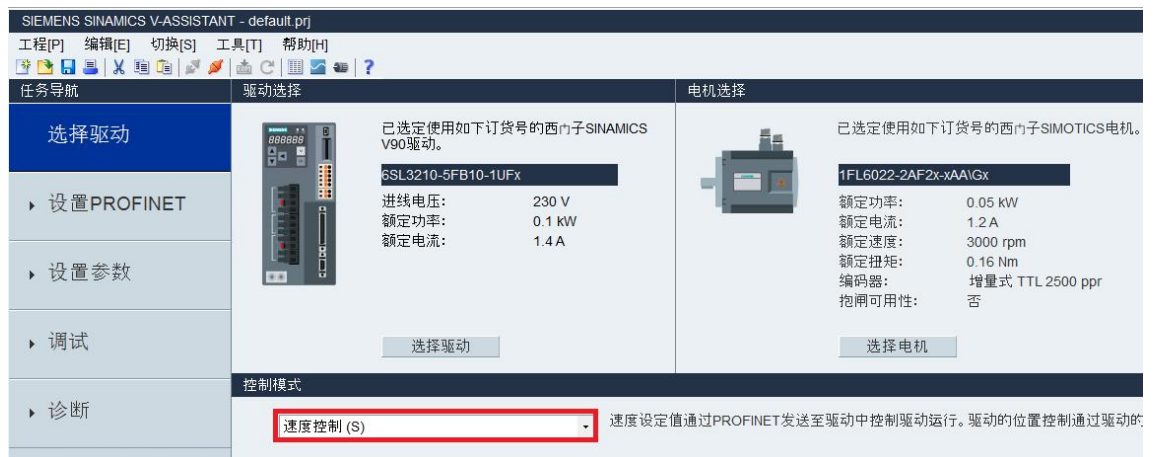 SIEMENS SINAMICS V-ASSISTANT - default.prj
工程[P] 编辑[E] 切换[S] 工具[T] 帮助[H]
任务导航
选择驱动
设置PROFINET
设置参数
调试
诊断
驱动选择
已选定使用如下订货号的西门子SINAMICS
V90驱动。
6SL3210-5FB10-1UFx
进线电压: 230 V
额定功率: 0.1 kW
额定电流: 1.4 A
选择驱动
电机选择
已选定使用如下订货号的西门子SIMOTICS电机。
1FL6022-2AF2x-xAA\Gx
额定功率: 0.05 kW
额定电流: 1.2 A
额定速度: 3000 rpm
额定扭矩: 0.16 Nm
编码器: 增量式 TTL 2500 ppr
抱闸可用性: 否
选择电机
控制模式
速度控制 (S)
速度设定值通过PROFINET发送至驱动中控制驱动运行。驱动的位置控制通过驱动的